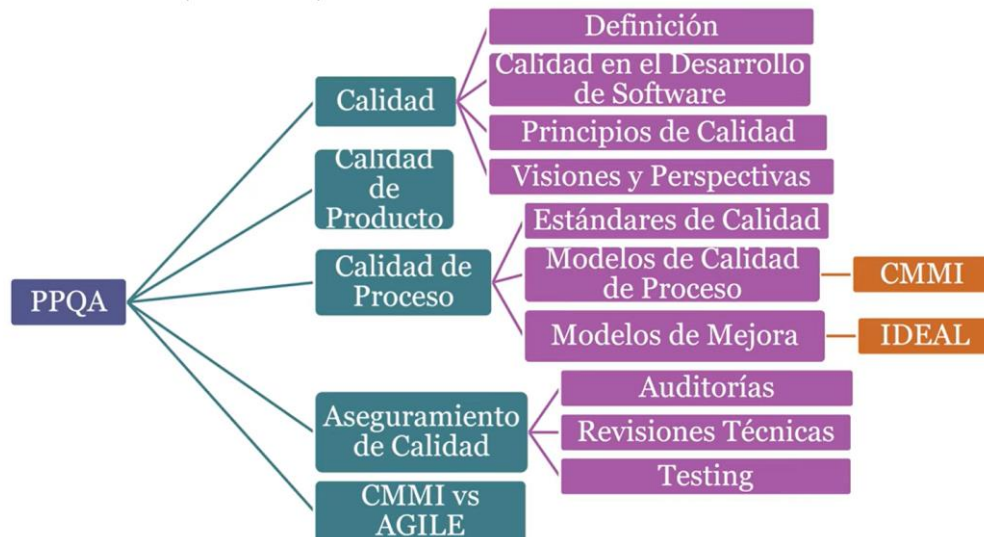 PPQA
Calidad
Definición
Calidad en el Desarrollo
de Software
Principios de Calidad
Visiones y Perspectivas
Calidad
de
Producto
Calidad de
Proceso
Estándares de Calidad
Modelos de Calidad
de Proceso
CMMI
Modelos de Mejora
IDEAL
Aseguramiento
de Calidad
Auditorías
Revisiones Técnicas
Testing
CMMI vs
AGILE